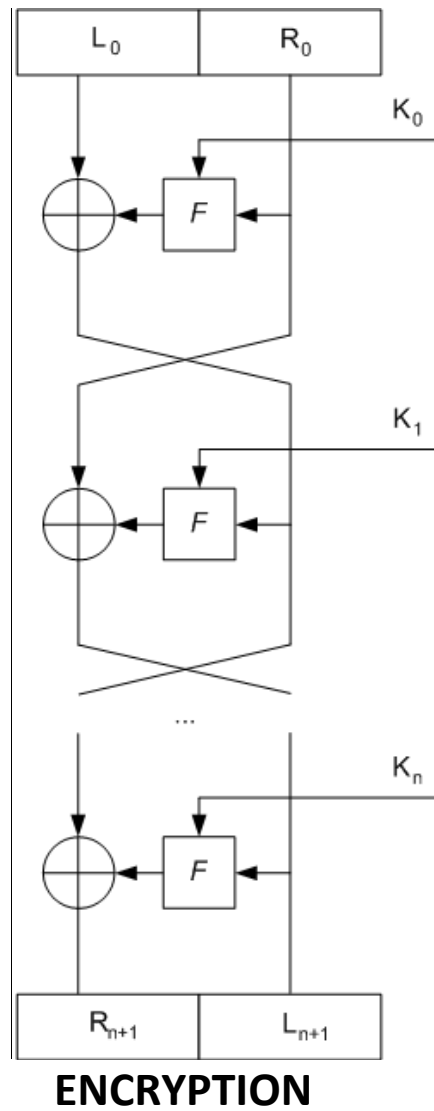 L₀ R₀
K₀
F
K₁
F
...
Kₙ
F
Rₙ₊₁ Lₙ₊₁
ENCRYPTION